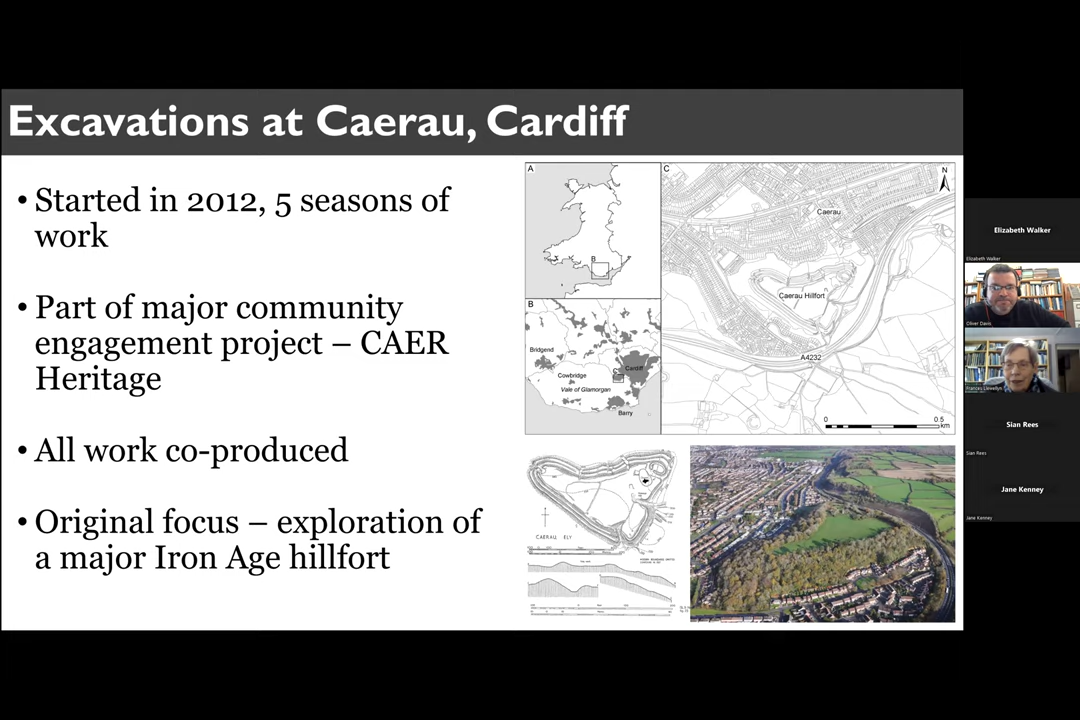 Excavations at Caerau, Cardiff
• Started in 2012, 5 seasons of
work
• Part of major community
engagement project – CAER
Heritage
• All work co-produced
• Original focus – exploration of
a major Iron Age hillfort
A
B
C
N
Caerau
Caerau Hillfort
A4232
0
0.5
km
B
Bridgend
C
Cardiff
Cowbridge
Vale of Glamorgan
Barry
CAERAU, ELY
Elizabeth Walker
Elizabeth Walker
Oliver Davis
Frances Llewellyn
Sian Rees
Sian Rees
Jane Kenney
Jane Kenney